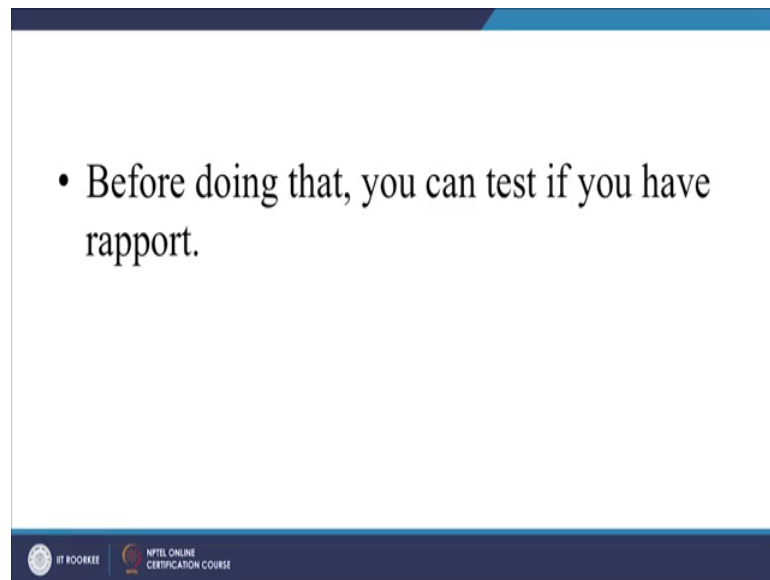 • Before doing that, you can test if you have
rapport.
IIT ROORKEE
NPTEL ONLINE
CERTIFICATION COURSE